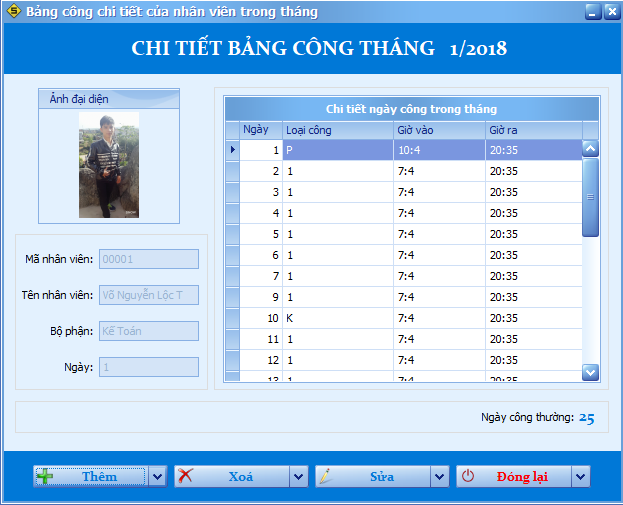 Bảng công chi tiết của nhân viên trong tháng
CHI TIẾT BẢNG CÔNG THÁNG 1/2018
Ảnh đại diện
Mã nhân viên: 00001
Tên nhân viên: Võ Nguyễn Lộc T
Bộ phận: Kế Toán
Ngày: 1
Chi tiết ngày công trong tháng
Ngày Loại công Giờ vào Giờ ra
1 P 10:4 20:35
2 1 7:4 20:35
3 1 7:4 20:35
4 1 7:4 20:35
5 1 7:4 20:35
6 1 7:4 20:35
7 1 7:4 20:35
9 1 7:4 20:35
10 K 7:4 20:35
11 1 7:4 20:35
12 1 7:4 20:35
13 1 7:4 20:35
Ngày công thường: 25
Thêm Xoá Sửa Đóng lại